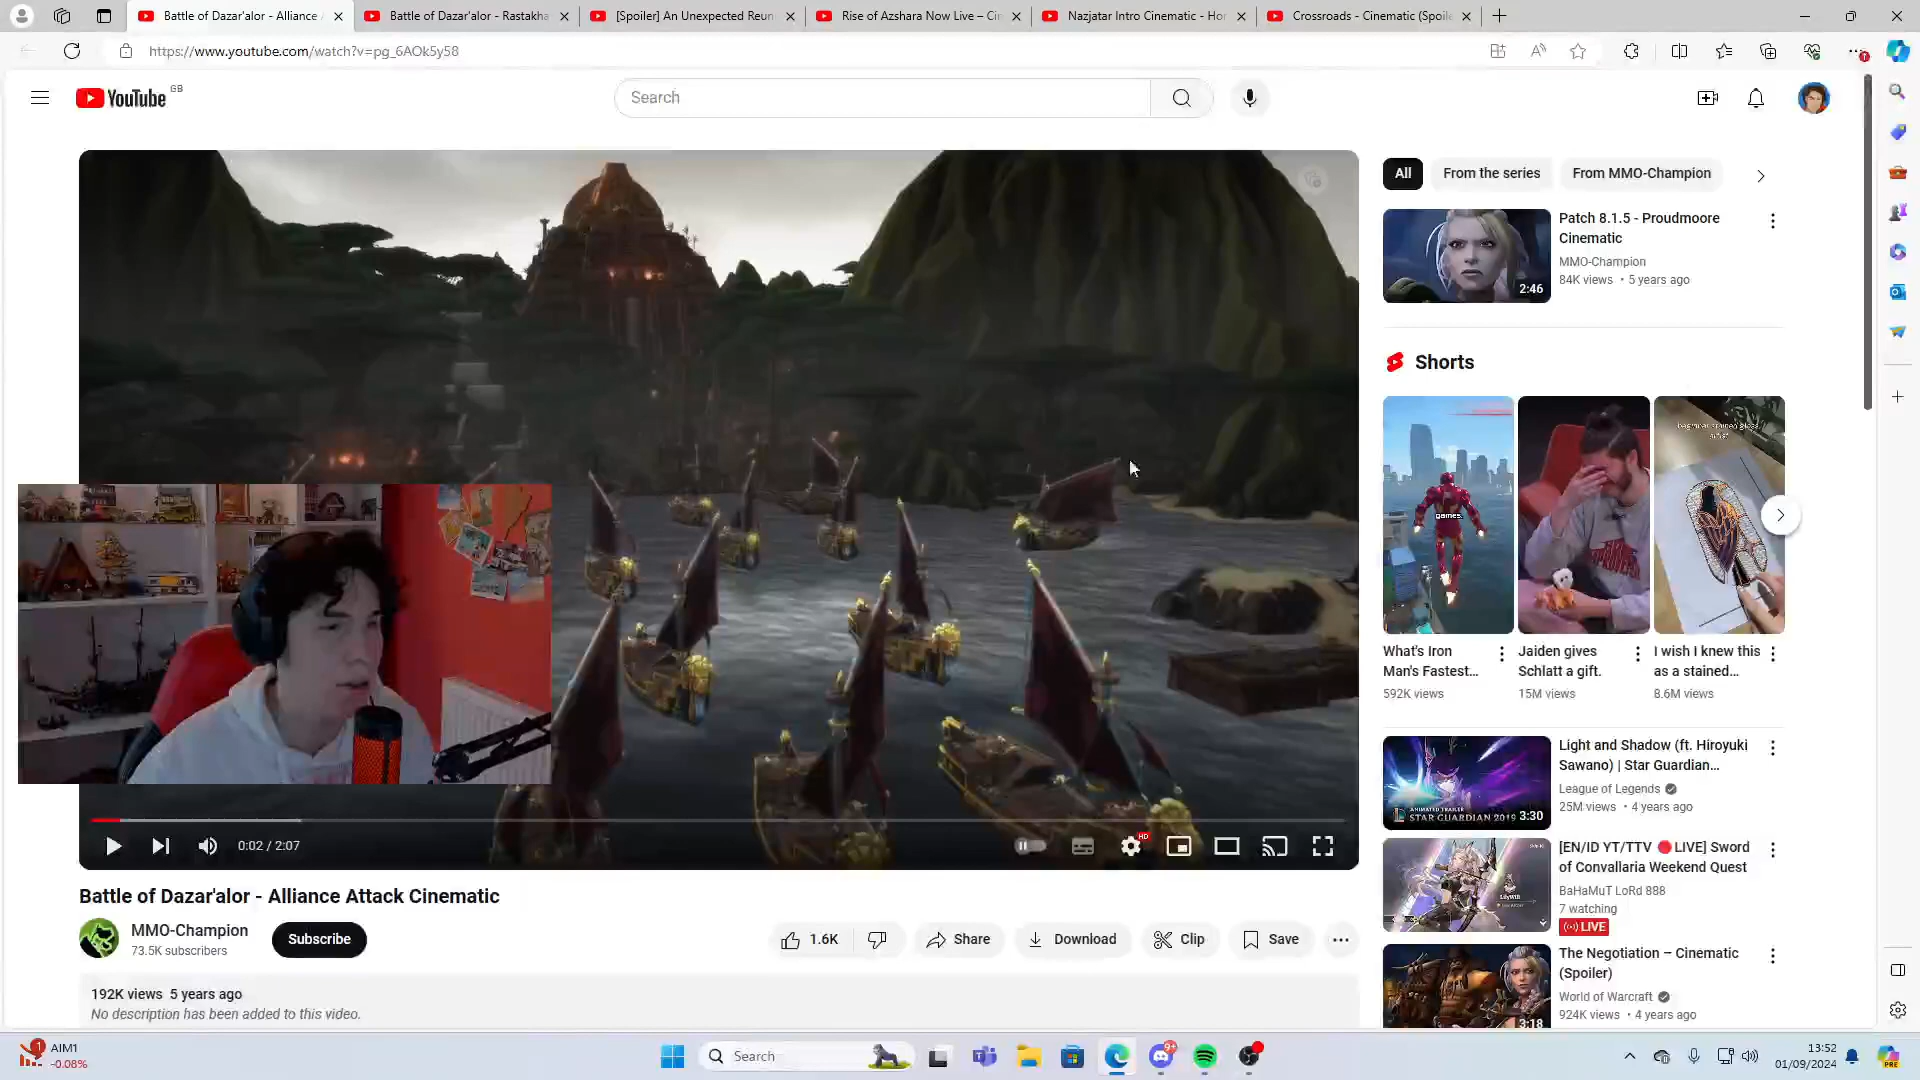 Battle of Dazar'alor - Alliance A
Battle of Dazar'alor - Rastakha
[Spoiler] An Unexpected Reun
Rise of Azshara Now Live – Cin
Nazjatar Intro Cinematic - Hor
Crossroads - Cinematic (Spoile
https://www.youtube.com/watch?v=pg_6AOk5y58
YouTube GB
Search
All
From the series
From MMO-Champion
Patch 8.1.5 - Proudmoore
Cinematic
MMO-Champion
84K views • 5 years ago
2:46
Shorts
games.
What's Iron
Man's Fastest...
592K views
Jaiden gives
Schlatt a gift.
15M views
I wish I knew this
as a stained...
8.6M views
Light and Shadow (ft. Hiroyuki
Sawano) | Star Guardian...
League of Legends
25M views • 4 years ago
ANIMATED TRAILER
STAR GUARDIAN 2019
3:30
[EN/ID YT/TTV 🔴LIVE] Sword
of Convallaria Weekend Quest
BaHaMuT LoRd 888
7 watching
LIVE
The Negotiation – Cinematic
(Spoiler)
World of Warcraft
924K views • 4 years ago
3:18
0:02 / 2:07
HD
Battle of Dazar'alor - Alliance Attack Cinematic
MMO-Champion
73.5K subscribers
Subscribe
1.6K
Share
Download
Clip
Save
192K views 5 years ago
No description has been added to this video.
1
AIM1
-0.08%
Search
9+
13:52
01/09/2024
PRE